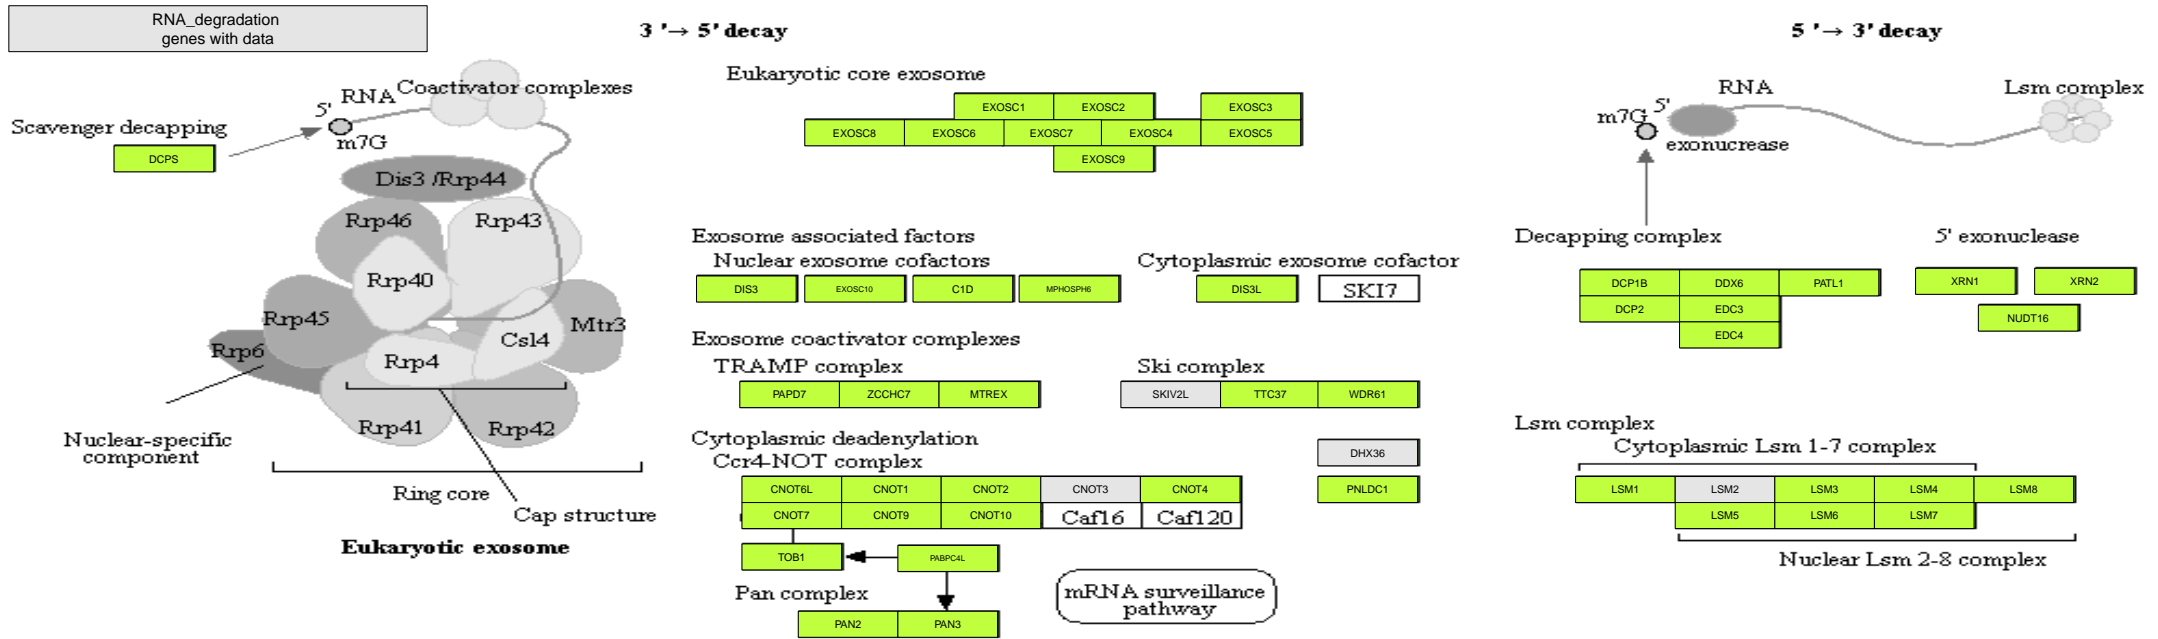 RNA_degradation
genes with data
3 '→ 5' decay
5 '→ 3' decay
Scavenger decapping
DCPS
5'
RNA
Coactivator complexes
m7G
Dis3 /Rrp44
Rrp46
Rrp43
Rrp40
Rrp45
Mtr3
Csl4
Rrp6
Rrp4
Rrp41
Rrp42
Nuclear-specific
component
Ring core
Cap structure
Eukaryotic exosome
Eukaryotic core exosome
EXOSC1 EXOSC2 EXOSC3
EXOSC8 EXOSC6 EXOSC7 EXOSC4 EXOSC5
EXOSC9
Exosome associated factors
Nuclear exosome cofactors
DIS3 EXOSC10 C1D MPHOSPH6
Cytoplasmic exosome cofactor
DIS3L SKI7
Exosome coactivator complexes
TRAMP complex
PAPD7 ZCCHC7 MTREX
Ski complex
SKIV2L TTC37 WDR61
Cytoplasmic deadenylation
Ccr4-NOT complex
CNOT6L CNOT1 CNOT2 CNOT3 CNOT4
CNOT7 CNOT9 CNOT10 Caf16 Caf120
DHX36
PNLDC1
TOB1
PABPC4L
Pan complex
PAN2 PAN3
mRNA surveillance
pathway
RNA
Lsm complex
5'
m7G
exonucrease
Decapping complex
DCP1B DDX6 PATL1
DCP2 EDC3
EDC4
5' exonuclease
XRN1 XRN2
NUDT16
Lsm complex
Cytoplasmic Lsm 1-7 complex
LSM1 LSM2 LSM3 LSM4 LSM8
LSM5 LSM6 LSM7
Nuclear Lsm 2-8 complex